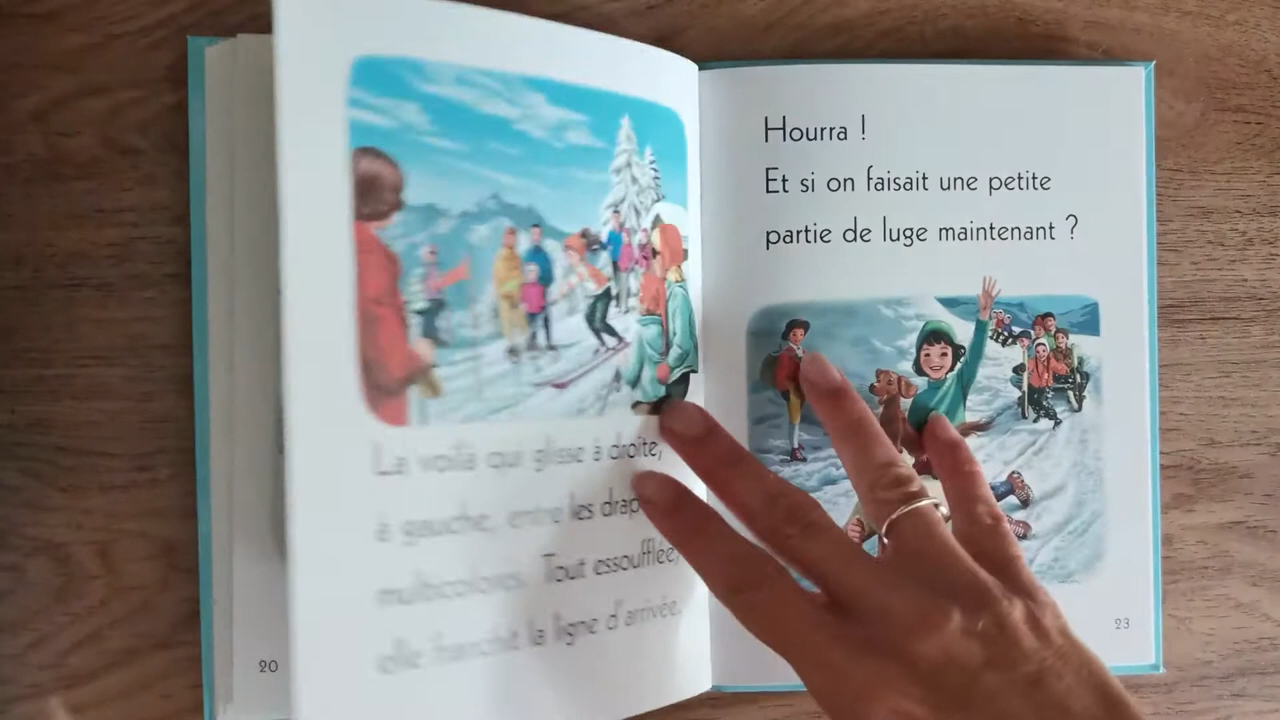 La voilà qui glisse à droite,
à gauche, entre les drap
multicolores. Tout essoufflée,
elle franchit la ligne d'arrivée.
20
Hourra !
Et si on faisait une petite
partie de luge maintenant ?
23